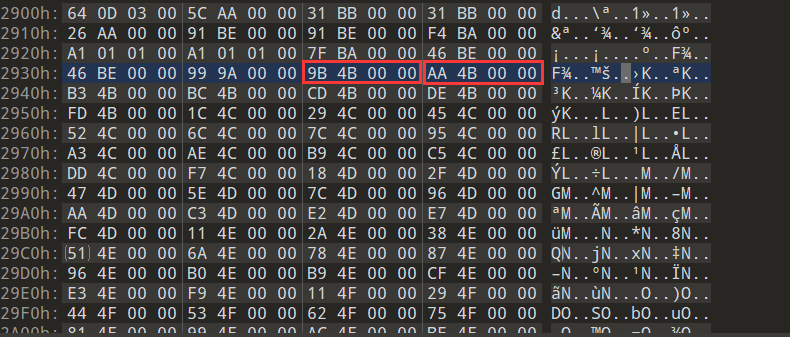 2900h: 64 0D 03 00 5C AA 00 00 31 BB 00 00 31 BB 00 00 d...\ª..1»..1»..
2910h: 26 AA 00 00 91 BE 00 00 91 BE 00 00 F4 BA 00 00 &ª..‘¾..‘¾..ôº..
2920h: A1 01 01 00 A1 01 01 00 7F BA 00 00 46 BE 00 00 ¡...¡....º..F¾..
2930h: 46 BE 00 00 99 9A 00 00 9B 4B 00 00 AA 4B 00 00 F¾..™š..›K..ªK..
2940h: B3 4B 00 00 BC 4B 00 00 CD 4B 00 00 DE 4B 00 00 ³K..¼K..ÍK..ÞK..
2950h: FD 4B 00 00 1C 4C 00 00 29 4C 00 00 45 4C 00 00 ýK...L..)L..EL..
2960h: 52 4C 00 00 6C 4C 00 00 7C 4C 00 00 95 4C 00 00 RL..lL..|L..•L..
2970h: A3 4C 00 00 AE 4C 00 00 B9 4C 00 00 C5 4C 00 00 £L..®L..¹L..ÅL..
2980h: DD 4C 00 00 F7 4C 00 00 18 4D 00 00 2F 4D 00 00 ÝL..÷L...M../M..
2990h: 47 4D 00 00 5E 4D 00 00 7C 4D 00 00 96 4D 00 00 GM..^M..|M..–M..
29A0h: AA 4D 00 00 C3 4D 00 00 E2 4D 00 00 E7 4D 00 00 ªM..ÃM..âM..çM..
29B0h: FC 4D 00 00 11 4E 00 00 2A 4E 00 00 38 4E 00 00 üM...N..*N..8N..
29C0h: 51 4E 00 00 6A 4E 00 00 78 4E 00 00 87 4E 00 00 QN..jN..xN..‡N..
29D0h: 96 4E 00 00 B0 4E 00 00 B9 4E 00 00 CF 4E 00 00 –N..°N..¹N..ÏN..
29E0h: E3 4E 00 00 F9 4E 00 00 11 4F 00 00 29 4F 00 00 ãN..ùN...O..)O..
29F0h: 44 4F 00 00 53 4F 00 00 62 4F 00 00 75 4F 00 00 DO..SO..bO..uO..